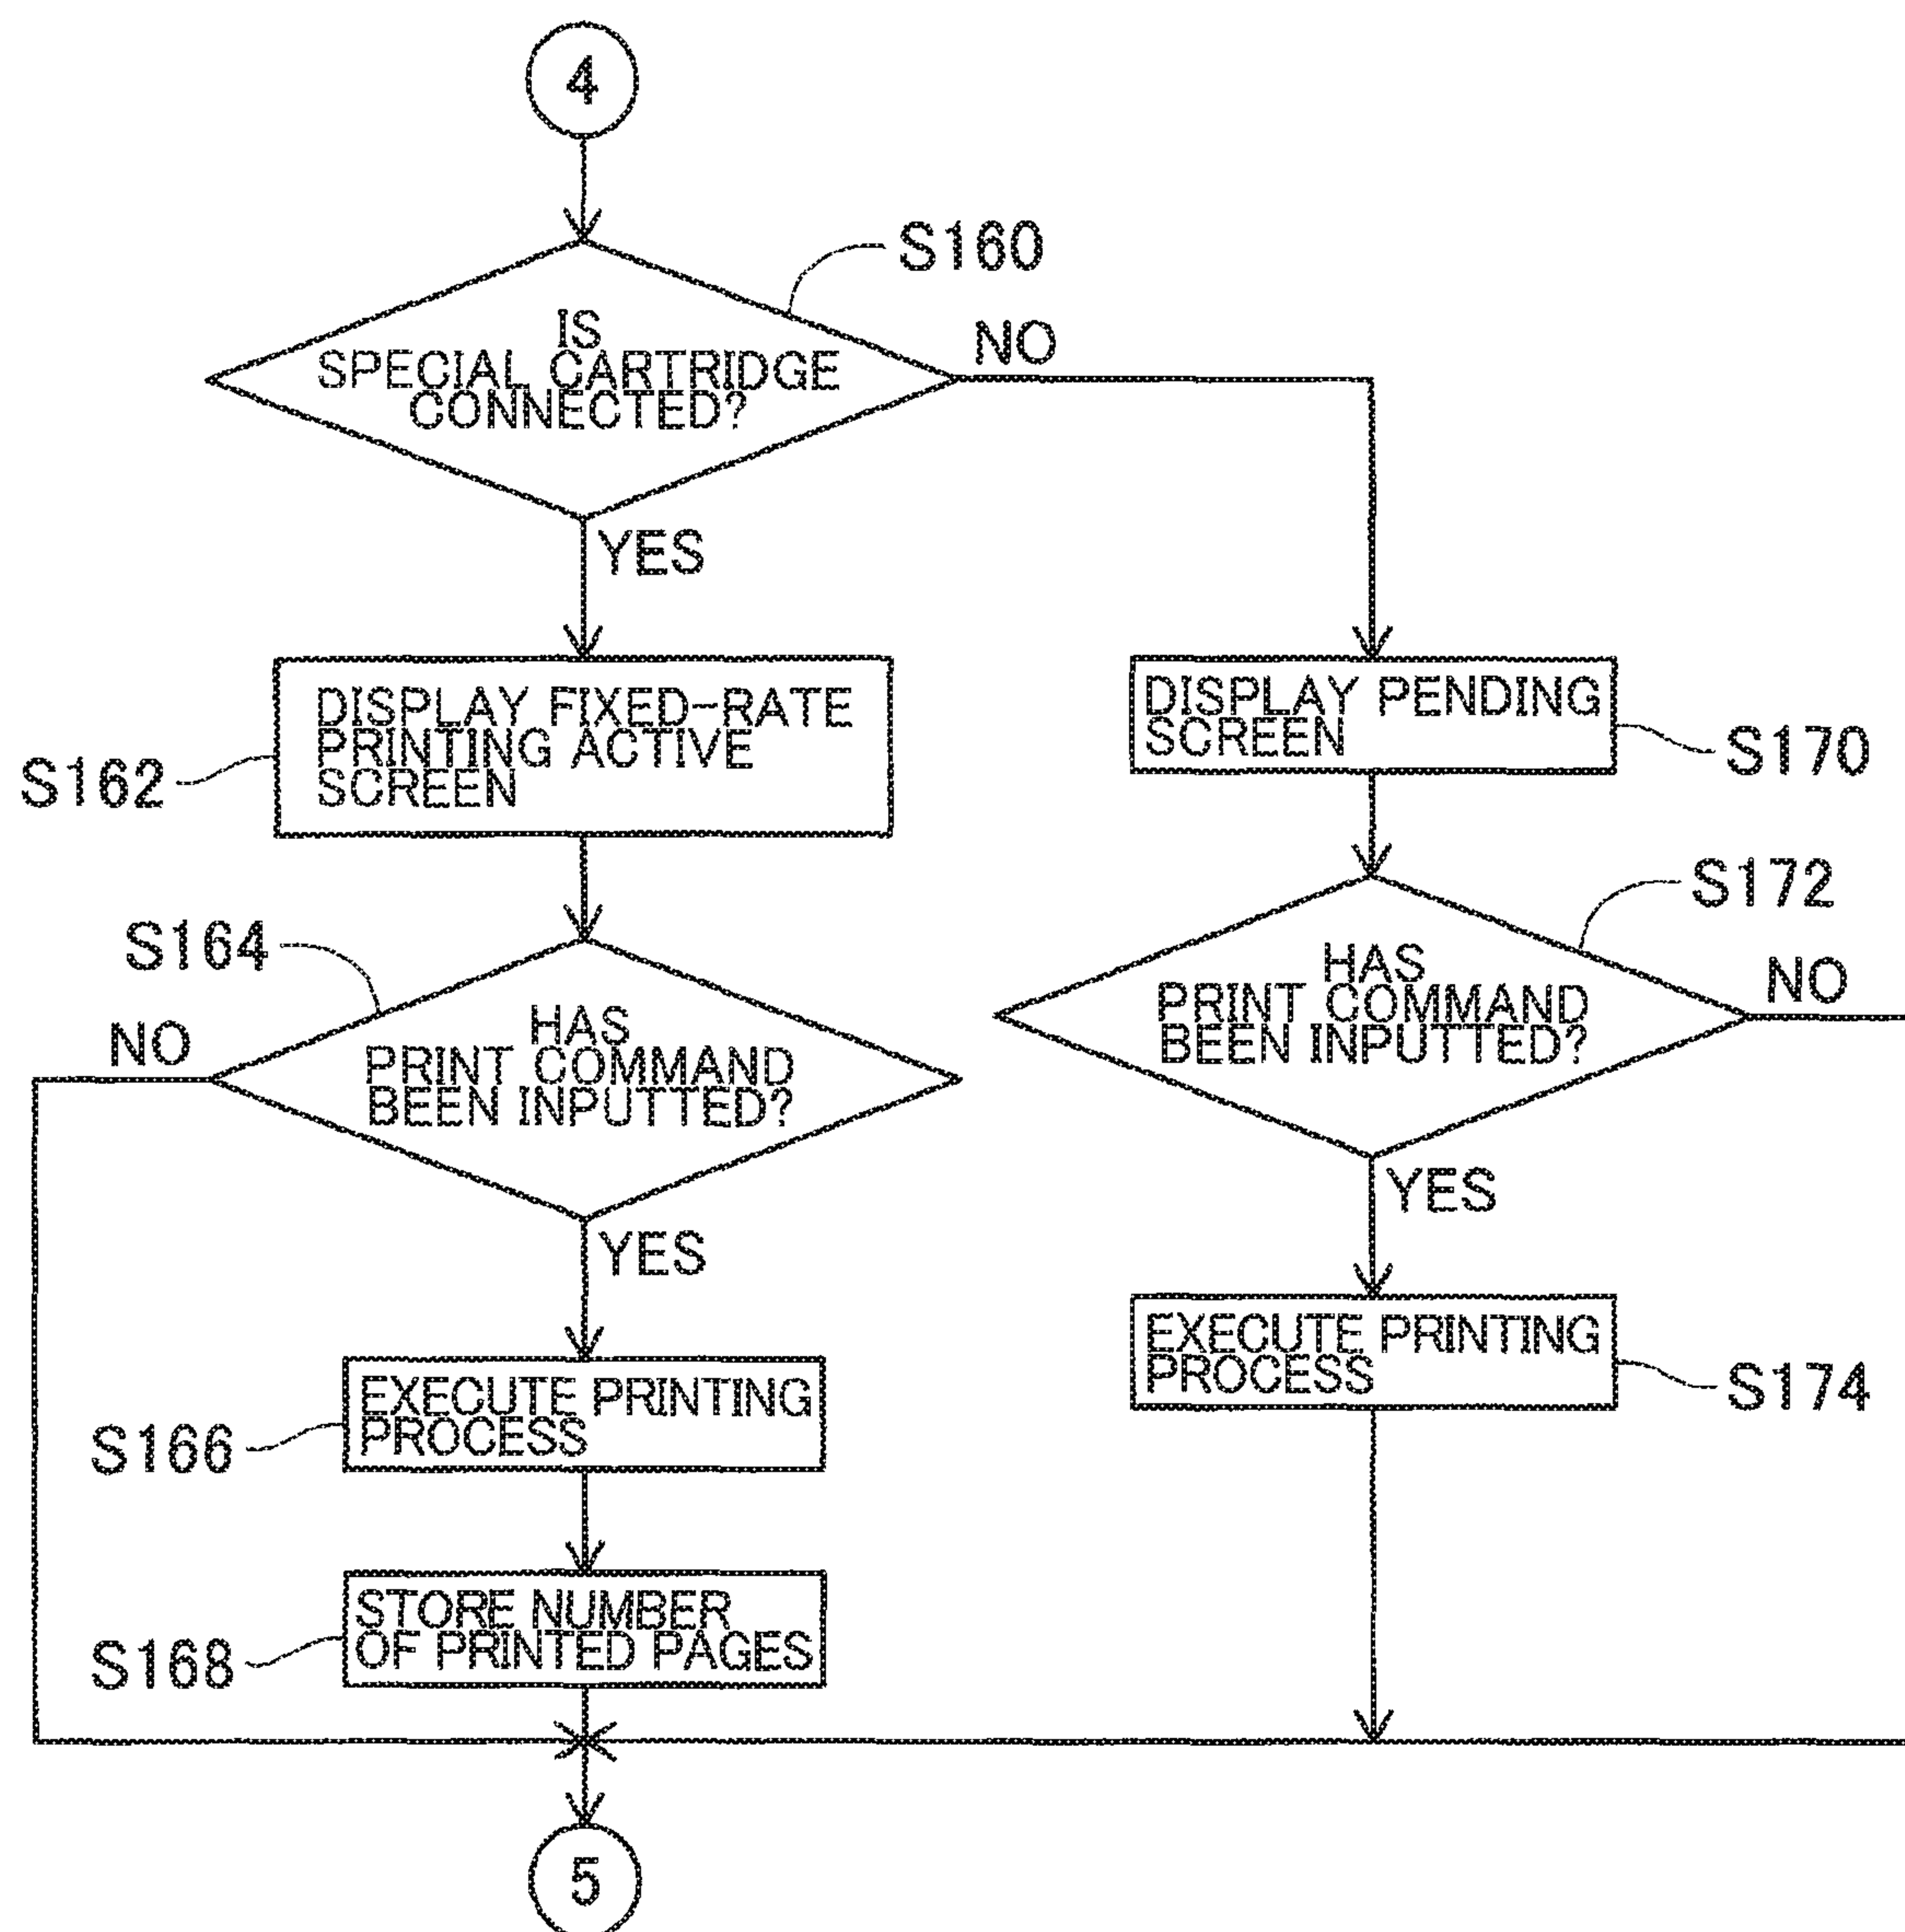 4
S160
IS
SPECIAL CARTRIDGE
CONNECTED?
NO
YES
DISPLAY FIXED-RATE
PRINTING ACTIVE
SCREEN
S162
DISPLAY PENDING
SCREEN
S170
S164
HAS
PRINT COMMAND
BEEN INPUTTED?
NO
YES
S172
HAS
PRINT COMMAND
BEEN INPUTTED?
NO
YES
EXECUTE PRINTING
PROCESS
S166
EXECUTE PRINTING
PROCESS
S174
STORE NUMBER
OF PRINTED PAGES
S168
5